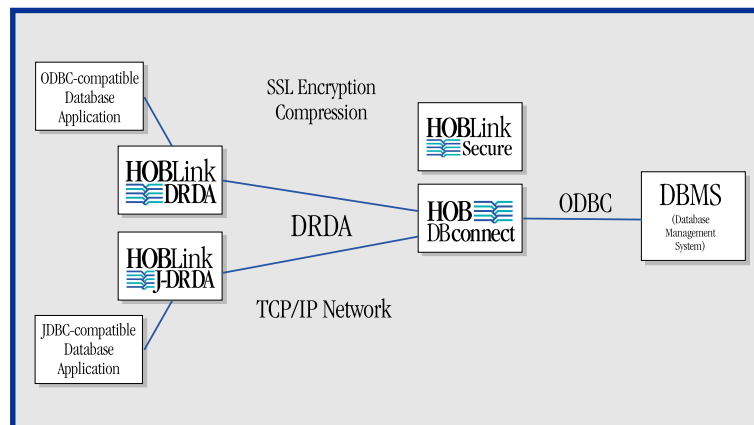 ODBC-compatible
Database
Application
SSL Encryption
Compression
HOBLink
Secure
HOBLink
DRDA
HOB
DBconnect
ODBC
DBMS
(Database
Management
System)
DRDA
HOBLink
J-DRDA
TCP/IP Network
JDBC-compatible
Database
Application